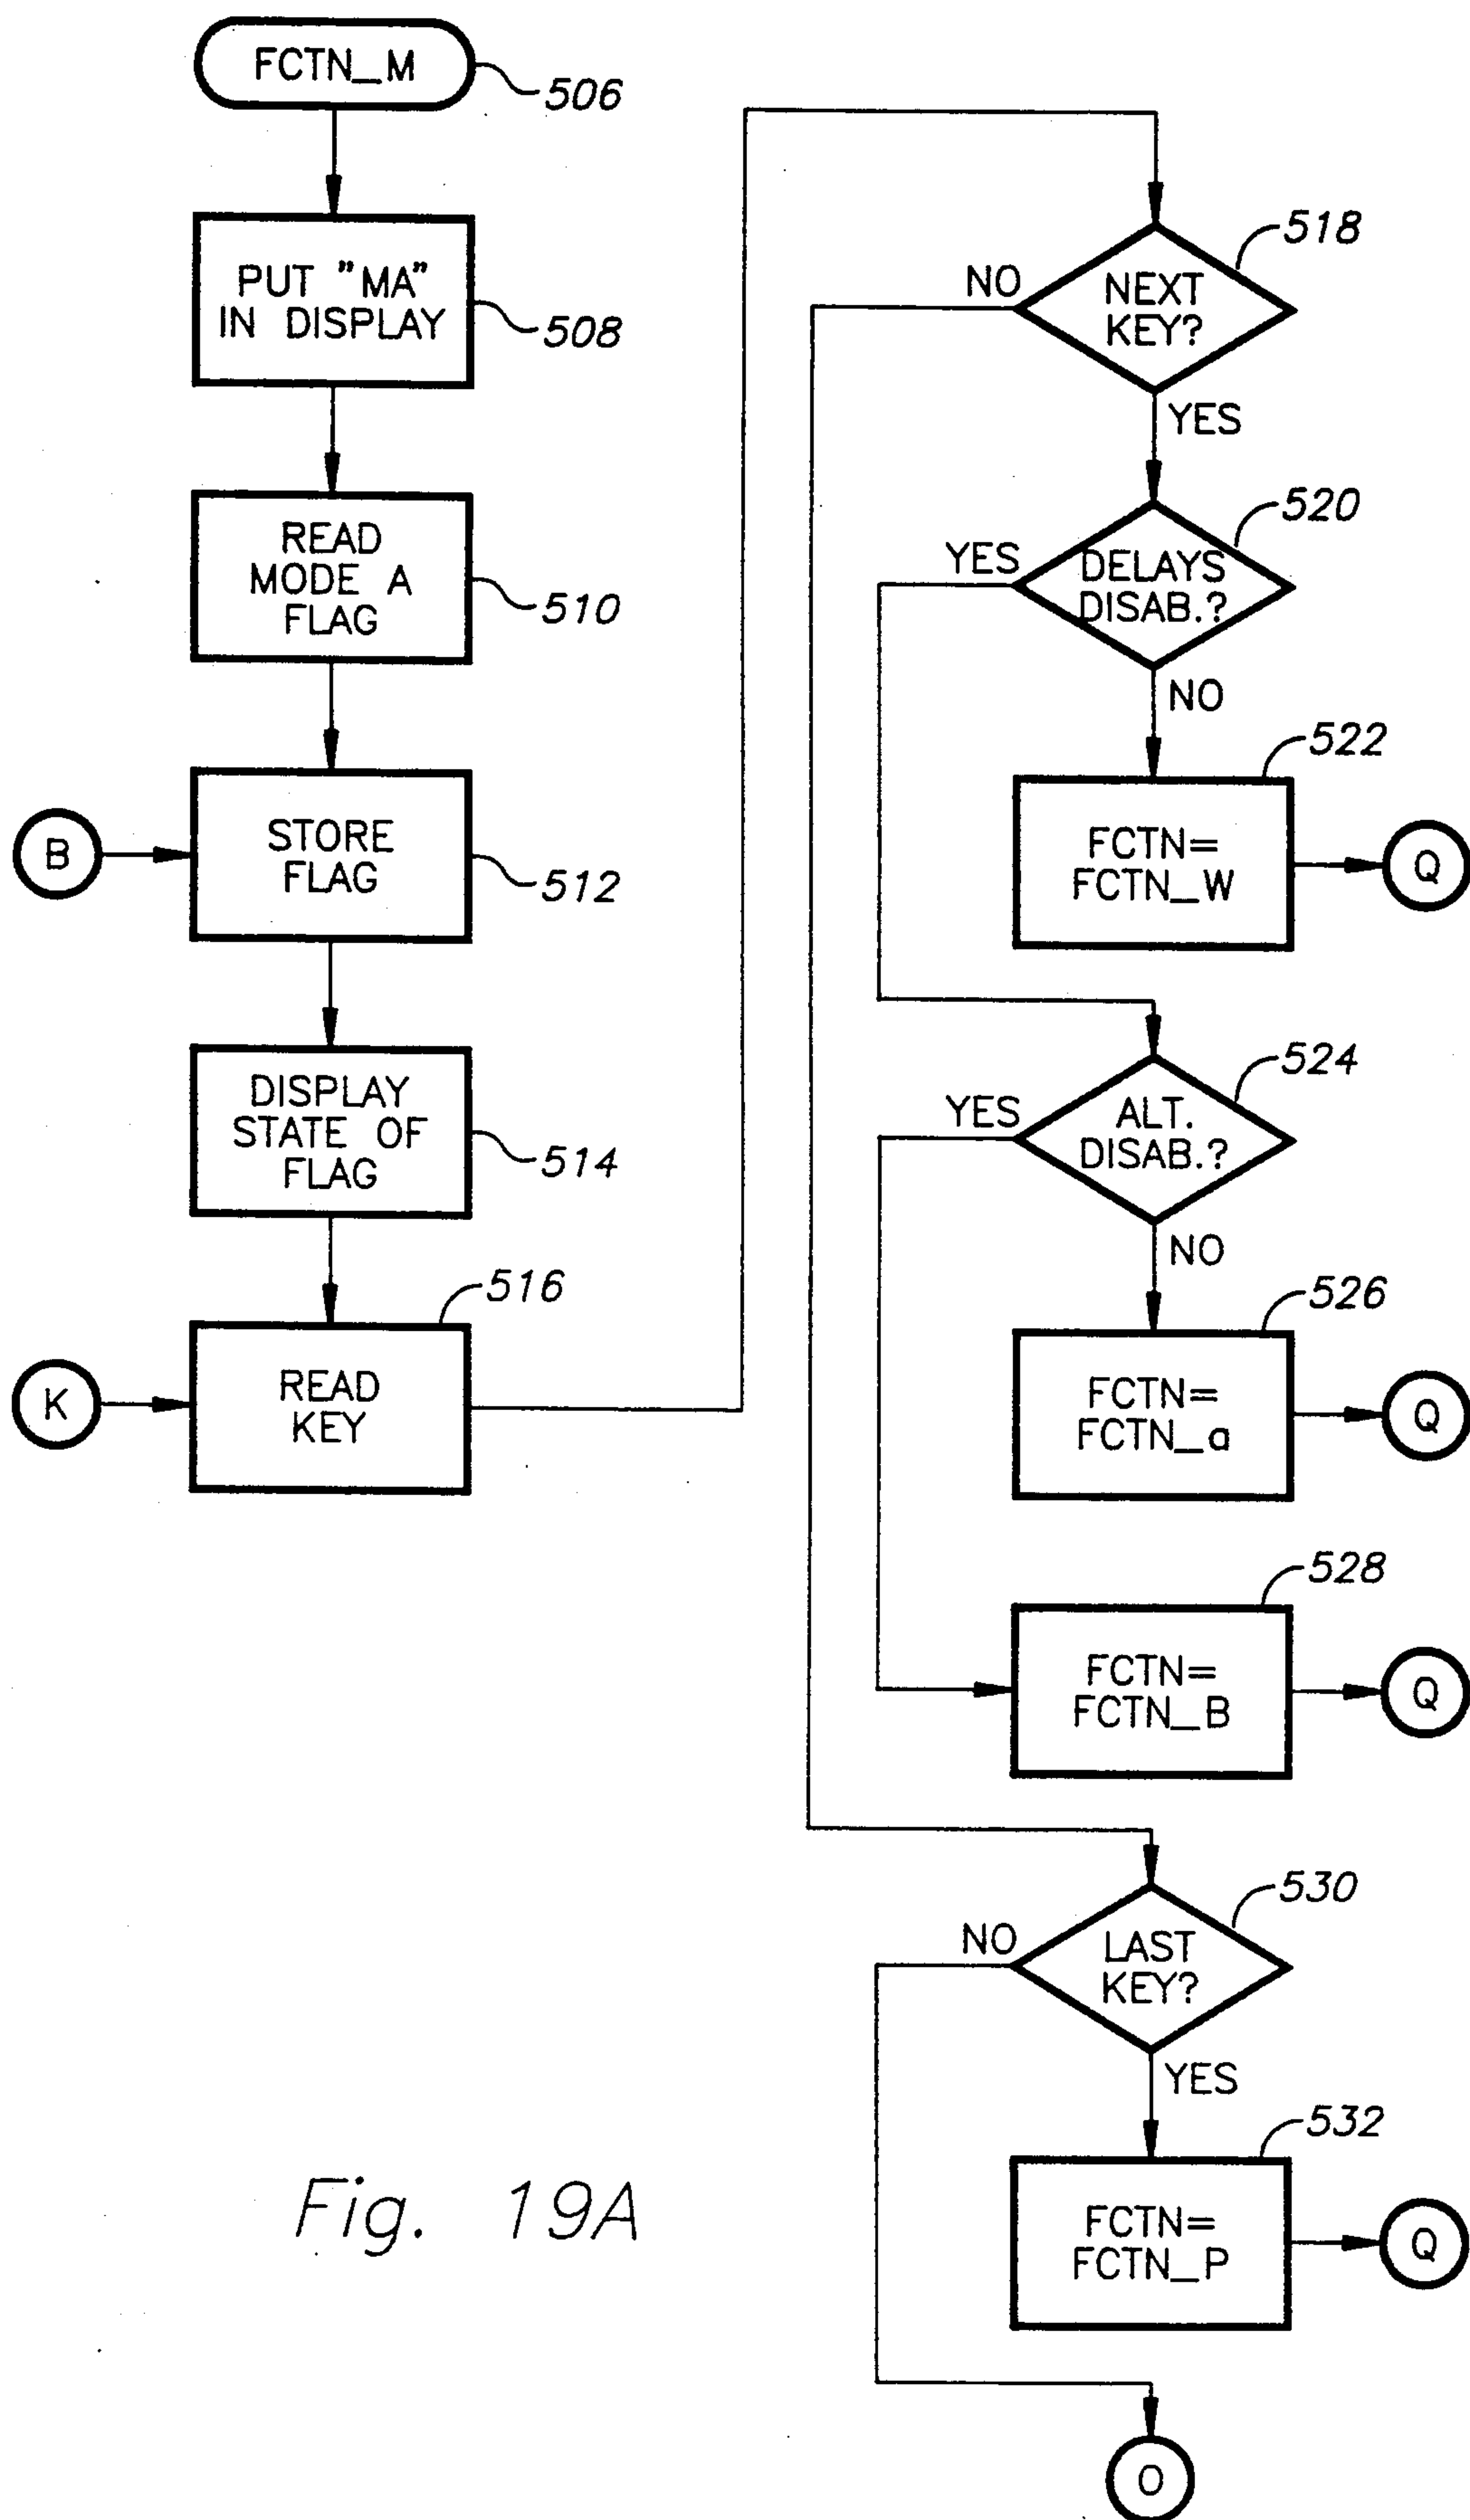 FCTN_M
506
PUT "MA"
IN DISPLAY
508
READ
MODE A
FLAG
510
B
STORE
FLAG
512
DISPLAY
STATE OF
FLAG
514
516
K
READ
KEY
518
NO
NEXT
KEY?
YES
520
YES
DELAYS
DISAB.?
NO
522
FCTN=
FCTN_W
Q
524
YES
ALT.
DISAB.?
NO
526
FCTN=
FCTN_a
Q
528
FCTN=
FCTN_B
Q
530
NO
LAST
KEY?
YES
532
FCTN=
FCTN_P
Q
O
Fig. 19A